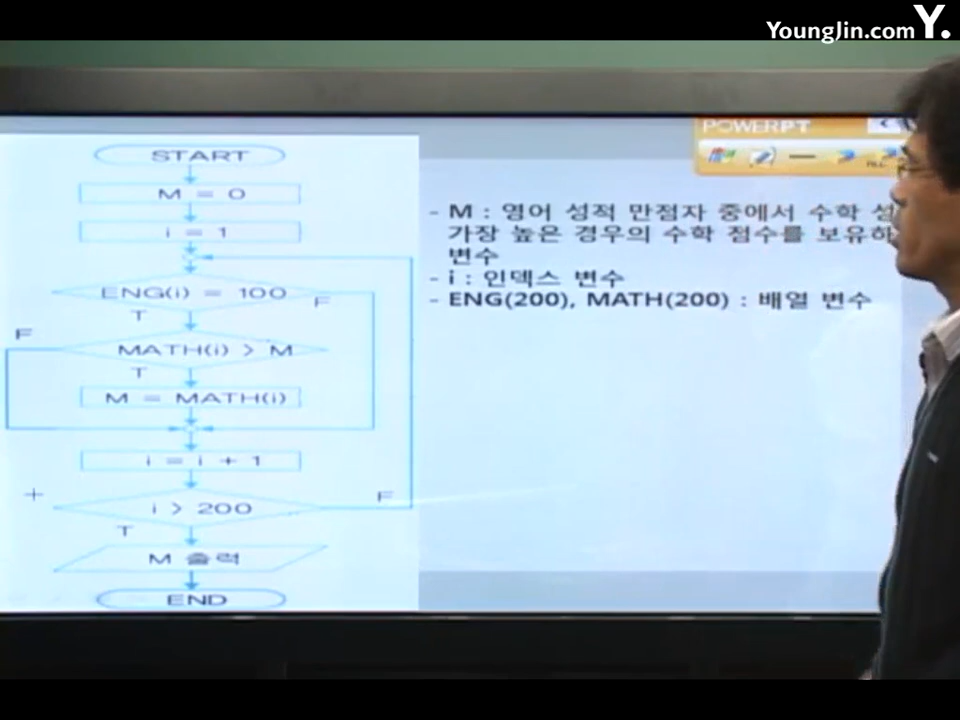 YoungJin.com Y.
POWERPT
START
M = 0
i = 1
ENG(i) = 100
F
T
F
MATH(i) > M
T
M = MATH(i)
i = i + 1
i > 200
F
T
M 출력
END
- M : 영어 성적 만점자 중에서 수학
가장 높은 경우의 수학 점수를 보유하
변수
- i : 인덱스 변수
- ENG(200), MATH(200) : 배열 변수